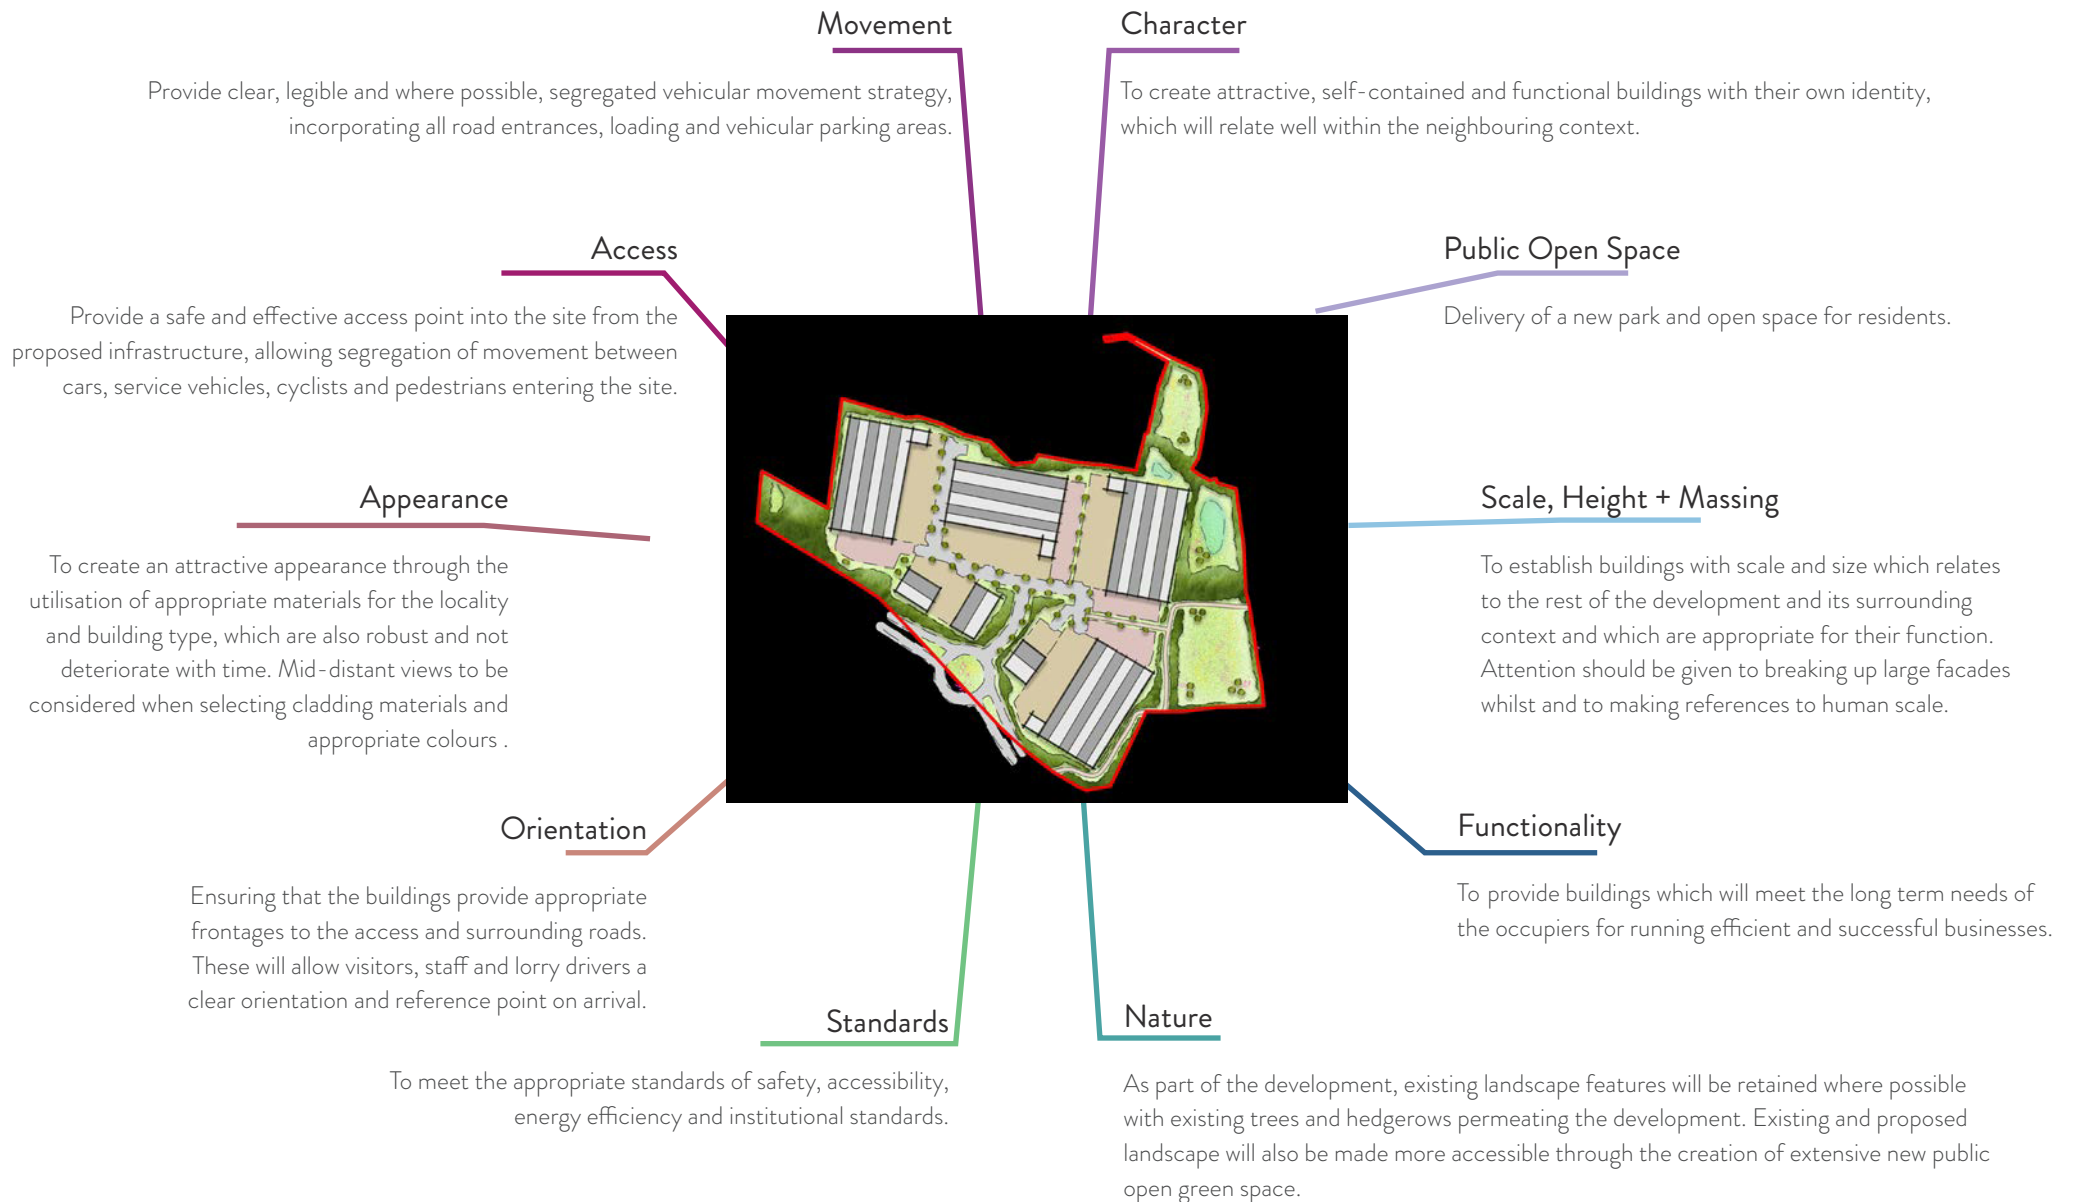 Movement
Provide clear, legible and where possible, segregated vehicular movement strategy,
incorporating all road entrances, loading and vehicular parking areas.
Character
To create attractive, self-contained and functional buildings with their own identity,
which will relate well within the neighbouring context.
Access
Provide a safe and effective access point into the site from the
proposed infrastructure, allowing segregation of movement between
cars, service vehicles, cyclists and pedestrians entering the site.
Public Open Space
Delivery of a new park and open space for residents.
Appearance
To create an attractive appearance through the
utilisation of appropriate materials for the locality
and building type, which are also robust and not
deteriorate with time. Mid-distant views to be
considered when selecting cladding materials and
appropriate colours .
Scale, Height + Massing
To establish buildings with scale and size which relates
to the rest of the development and its surrounding
context and which are appropriate for their function.
Attention should be given to breaking up large facades
whilst and to making references to human scale.
Orientation
Ensuring that the buildings provide appropriate
frontages to the access and surrounding roads.
These will allow visitors, staff and lorry drivers a
clear orientation and reference point on arrival.
Functionality
To provide buildings which will meet the long term needs of
the occupiers for running efficient and successful businesses.
Standards
To meet the appropriate standards of safety, accessibility,
energy efficiency and institutional standards.
Nature
As part of the development, existing landscape features will be retained where possible
with existing trees and hedgerows permeating the development. Existing and proposed
landscape will also be made more accessible through the creation of extensive new public
open green space.